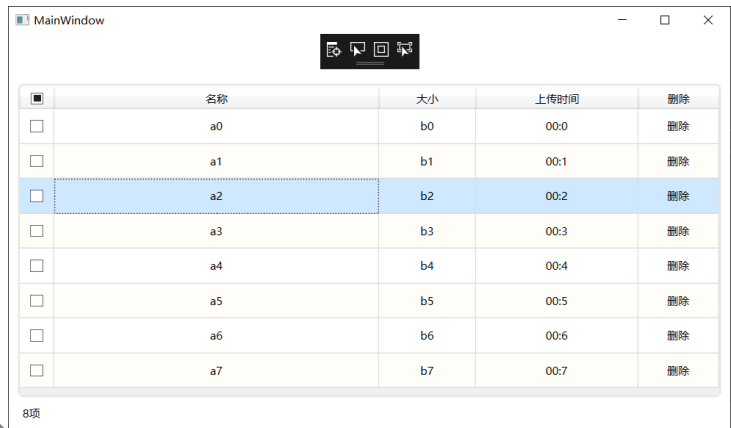 MainWindow
名称 大小 上传时间 删除
a0 b0 00:0 删除
a1 b1 00:1 删除
a2 b2 00:2 删除
a3 b3 00:3 删除
a4 b4 00:4 删除
a5 b5 00:5 删除
a6 b6 00:6 删除
a7 b7 00:7 删除
8项